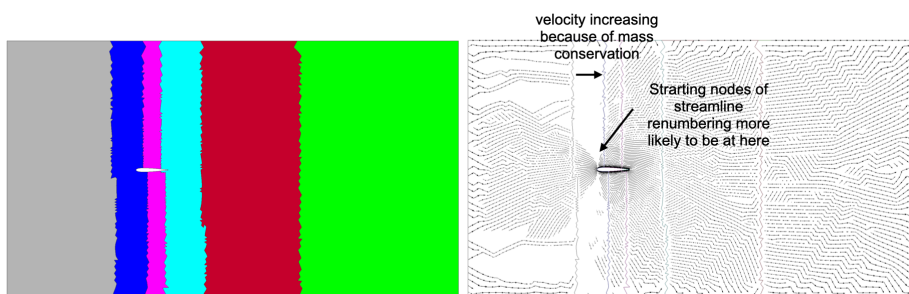 velocity increasing
because of mass
conservation
Strarting nodes of
streamline
renumbering more
likely to be at here